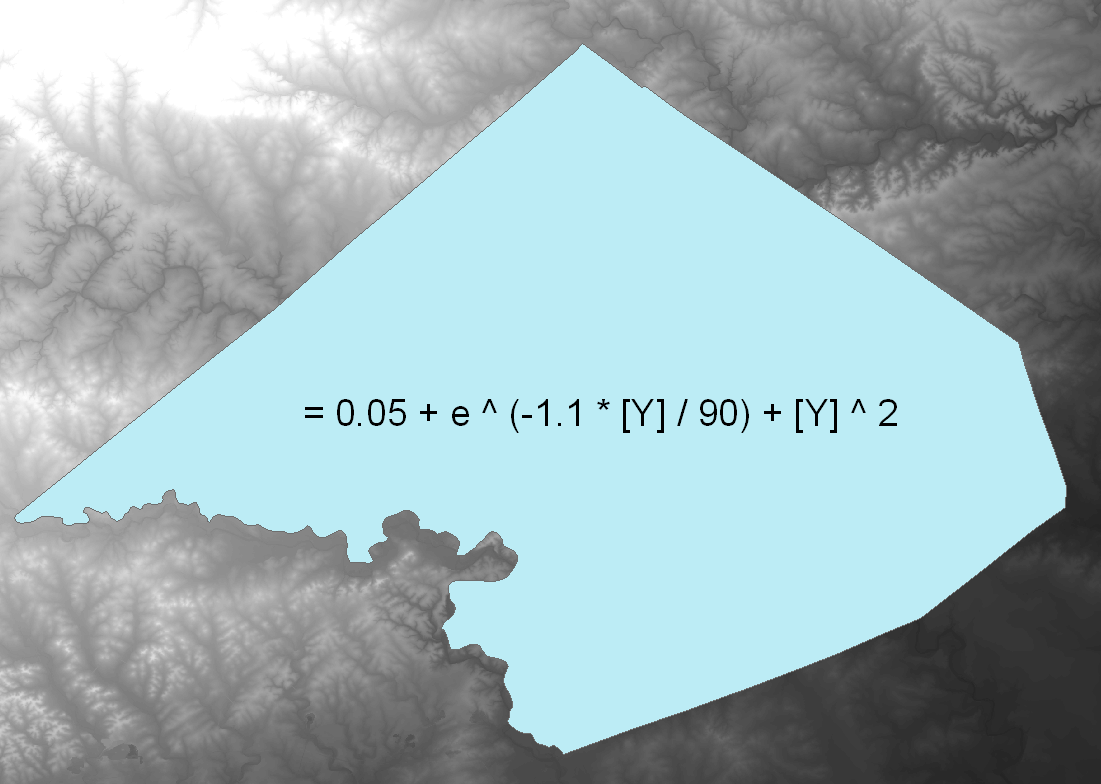 = 0.05 + e ^ (-1.1 * [Y] / 90) + [Y] ^ 2